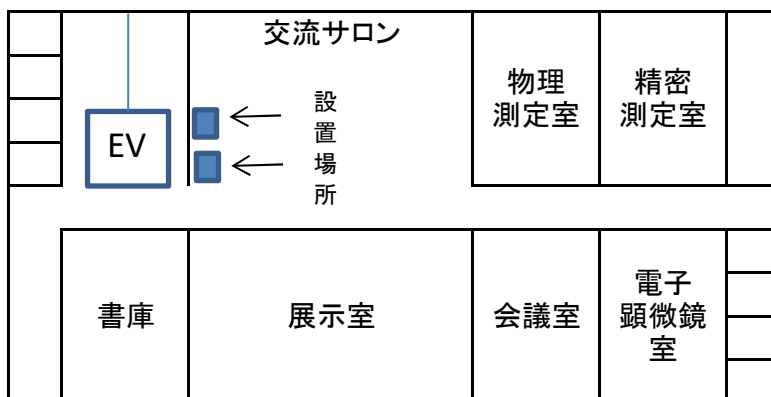 交流サロン
物理
測定室
精密
測定室
設
置
場
所
EV
書庫
展示室
会議室
電子
顕微鏡
室